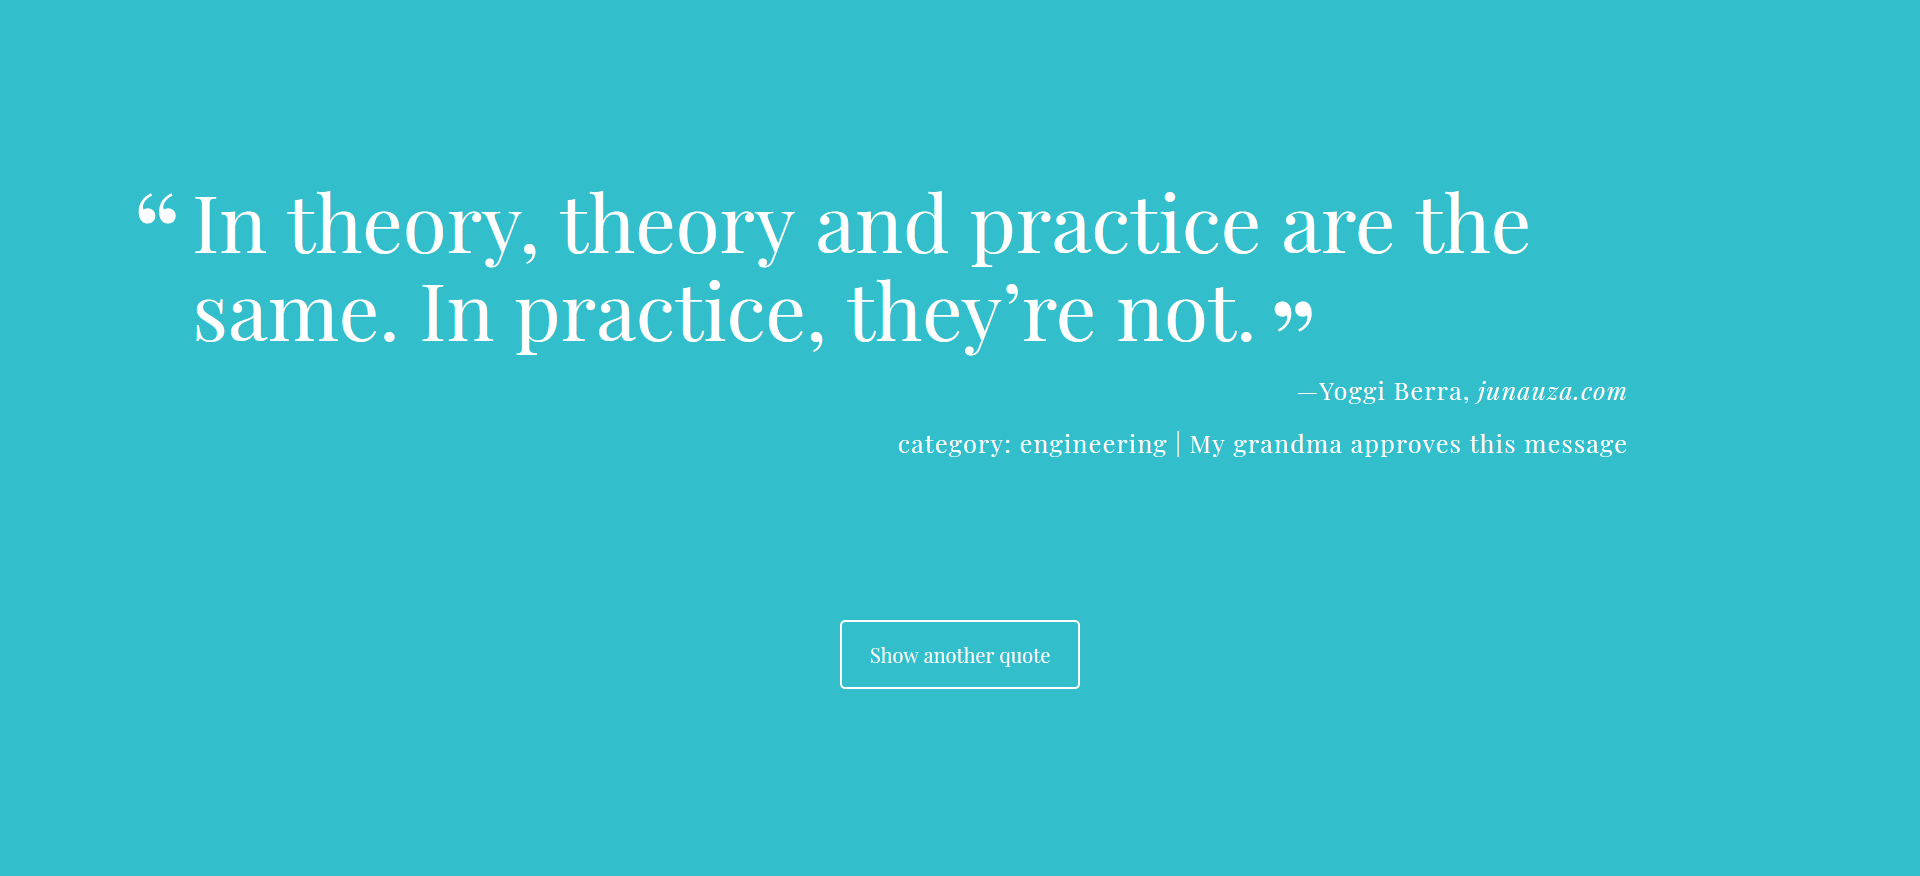 “In theory, theory and practice are the
same. In practice, they’re not.”
—Yoggi Berra, junauza.com
category: engineering | My grandma approves this message
Show another quote